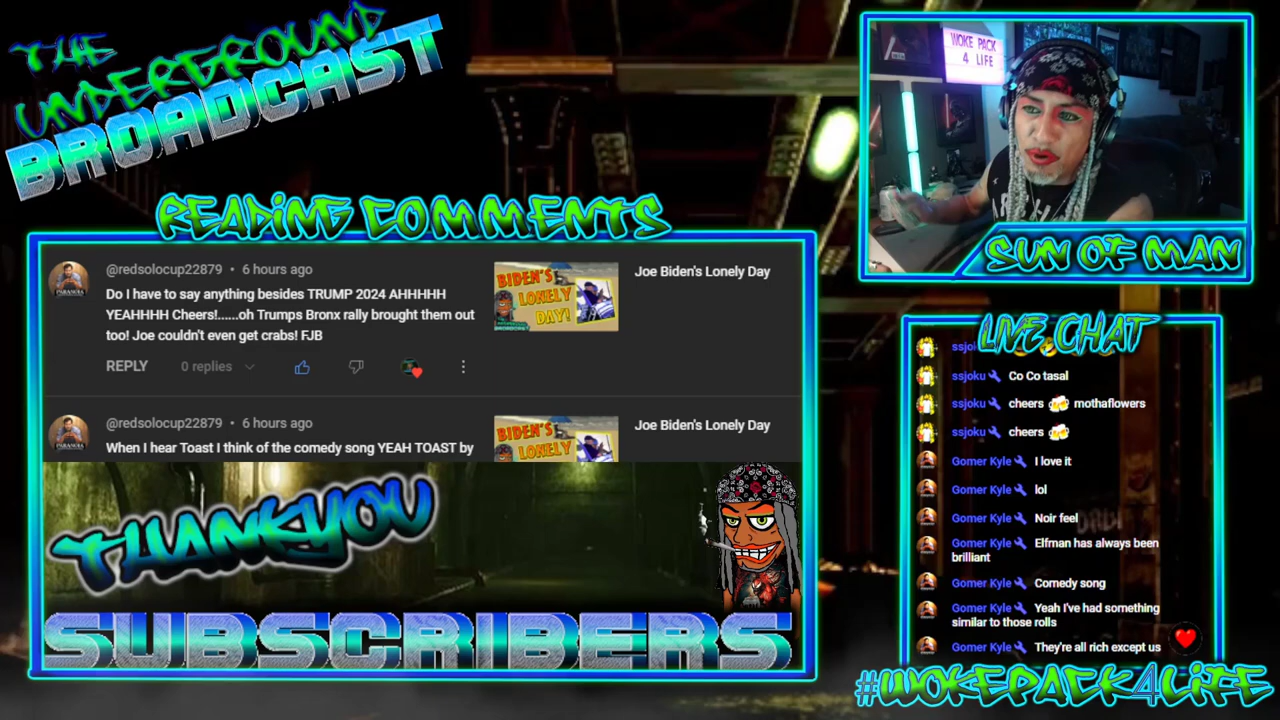 THE
UNDERGROUND
BROADCAST
READING COMMENTS
@redsolocup22879 • 6 hours ago
Do I have to say anything besides TRUMP 2024 AHHHHH
YEAHHHH Cheers!......oh Trumps Bronx rally brought them out
too! Joe couldn't even get crabs! FJB
REPLY 0 replies
BIDEN'S
LONELY
DAY!
Joe Biden's Lonely Day
@redsolocup22879 • 6 hours ago
When I hear Toast I think of the comedy song YEAH TOAST by
BIDEN'S
LONELY
Joe Biden's Lonely Day
THANKYOU
SUBSCRIBERS
WOKE PACK
4 LIFE
SUN OF MAN
LIVE CHAT
ssjoku
ssjoku Co Co tasal
ssjoku cheers 🍻 mothaflowers
ssjoku cheers 🍻
Gomer Kyle I love it
Gomer Kyle lol
Gomer Kyle Noir feel
Gomer Kyle Elfman has always been
brilliant
Gomer Kyle Comedy song
Gomer Kyle Yeah I've had something
similar to those rolls
Gomer Kyle They're all rich except us
#WOKEPACK4LIFE